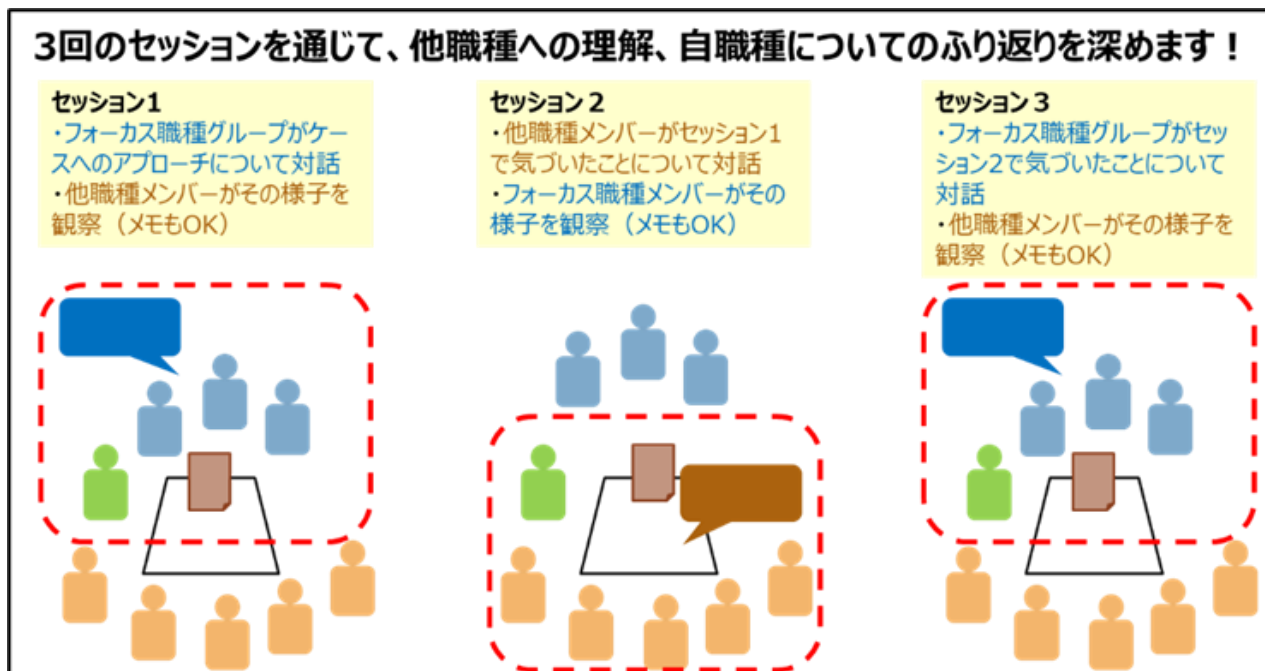 3回のセッションを通じて、他職種への理解、自職種についてのふり返りを深めます！
セッション1
・フォーカス職種グループがケー
スへのアプローチについて対話
・他職種メンバーがその様子を
観察（メモもOK）
セッション２
・他職種メンバーがセッション1
で気づいたことについて対話
・フォーカス職種メンバーがその
様子を観察（メモもOK）
セッション３
・フォーカス職種グループがセッ
ション2で気づいたことについて
対話
・他職種メンバーがその様子を
観察（メモもOK）